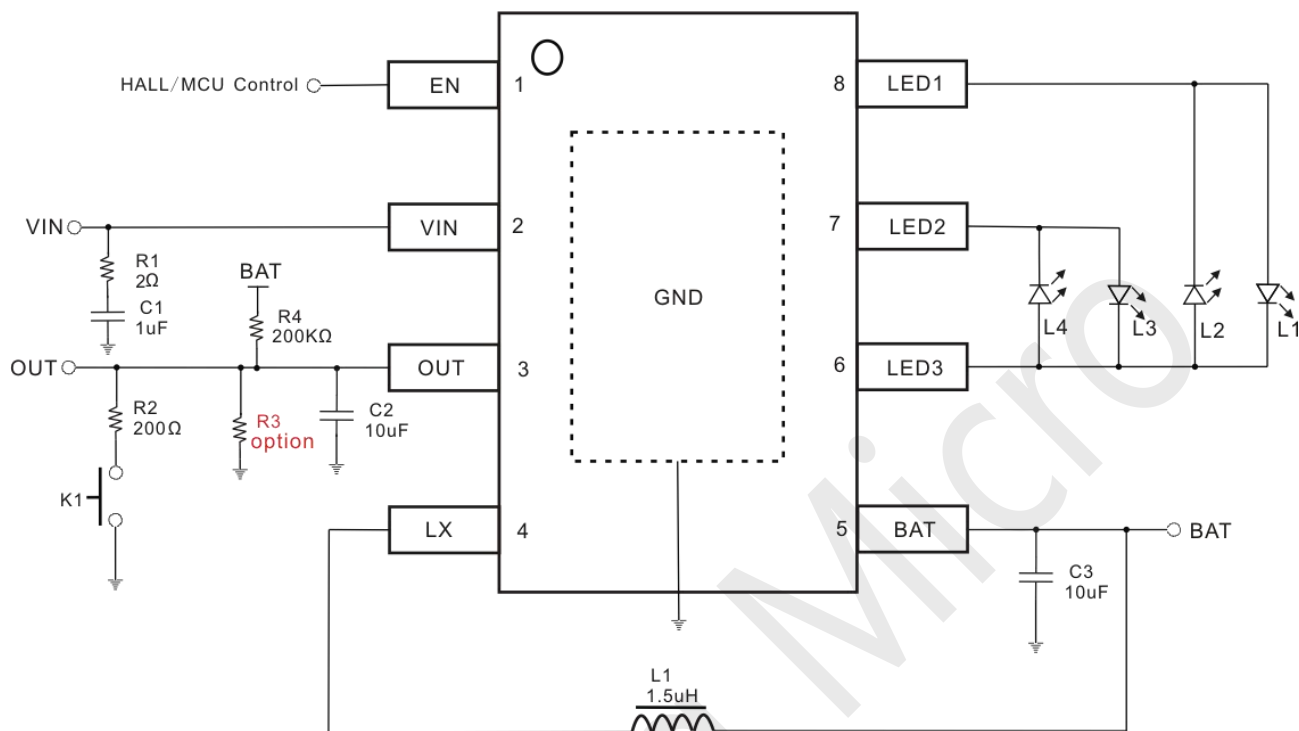 HALL/MCU Control
EN
1
8
LED1
VIN
VIN
2
7
LED2
R1
2Ω
C1
1uF
BAT
R4
200KΩ
GND
L4
L3
L2
L1
OUT
OUT
3
6
LED3
R2
200Ω
R3
option
C2
10uF
K1
LX
4
5
BAT
BAT
C3
10uF
L1
1.5uH
Micro